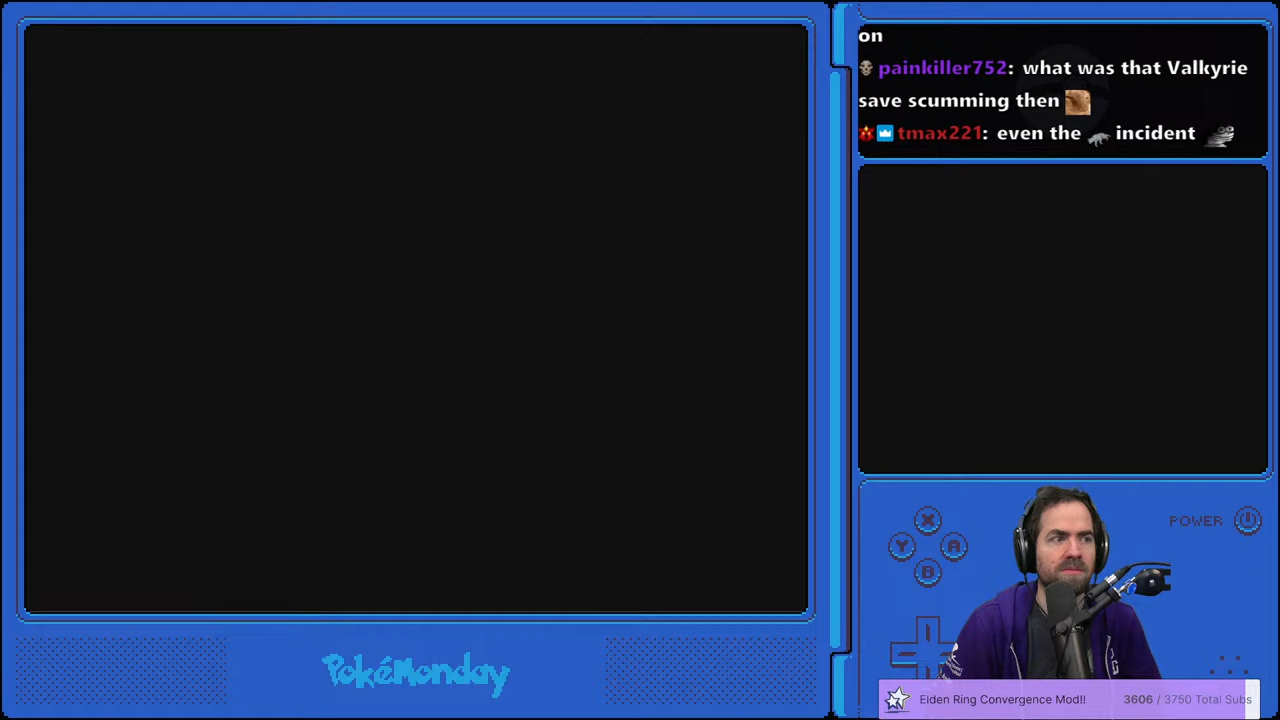 on
painkiller752: what was that Valkyrie
save scumming then
tmax221: even the incident
X
Y A
B
POWER
PokéMonday
Elden Ring Convergence Mod!! 3606 / 3750 Total Subs